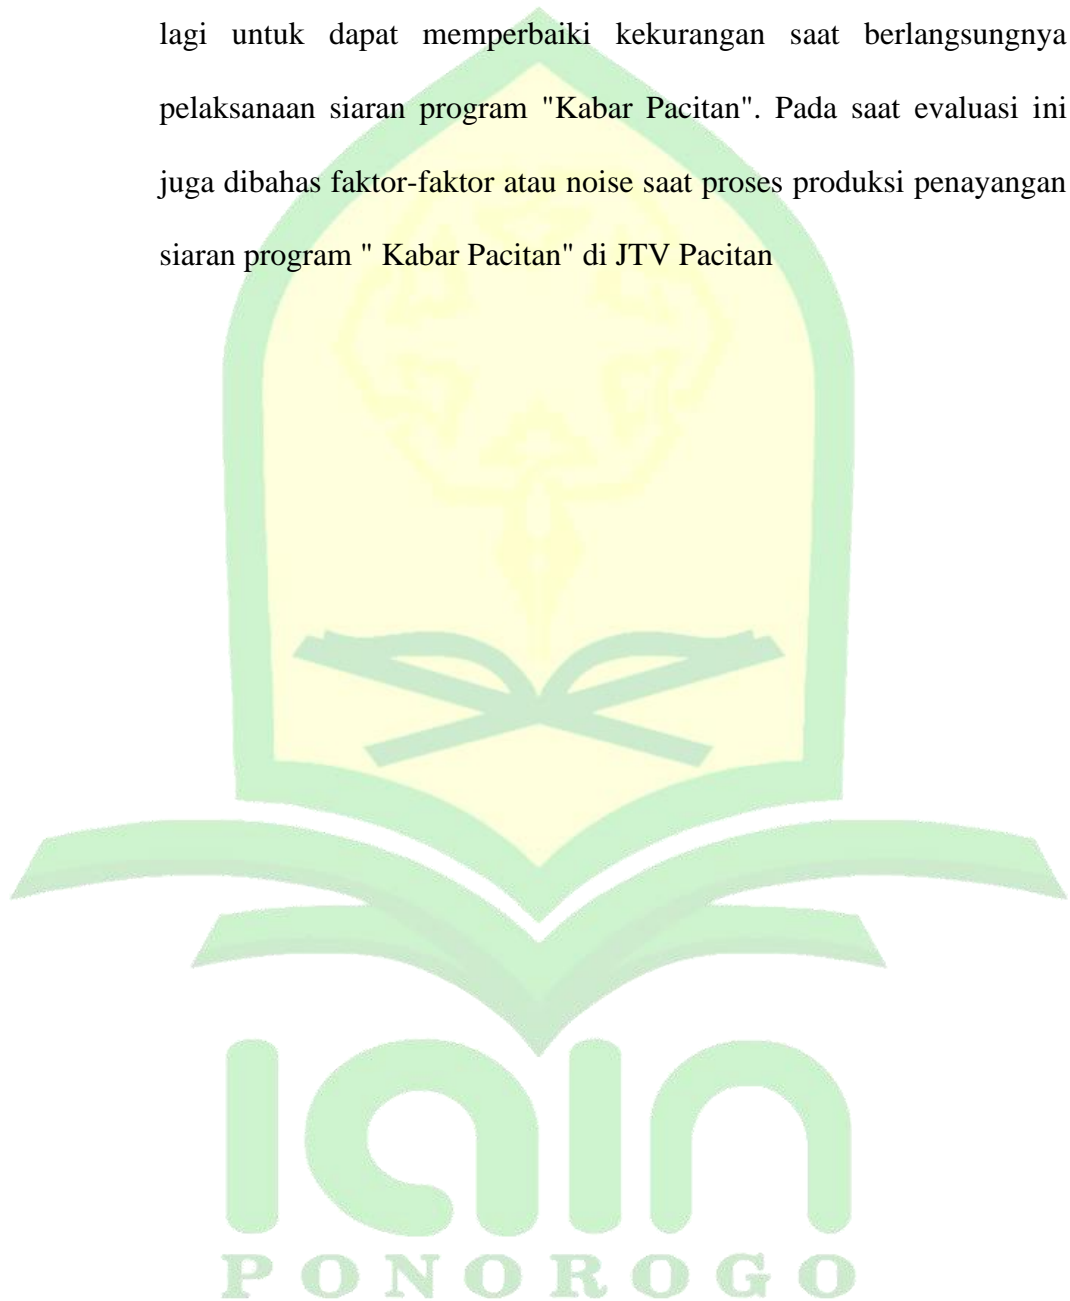 lagi untuk dapat memperbaiki kekurangan saat berlangsungnya
pelaksanaan siaran program "Kabar Pacitan". Pada saat evaluasi ini
juga dibahas faktor-faktor atau noise saat proses produksi penayangan
siaran program " Kabar Pacitan" di JTV Pacitan
iain
PONOROGO